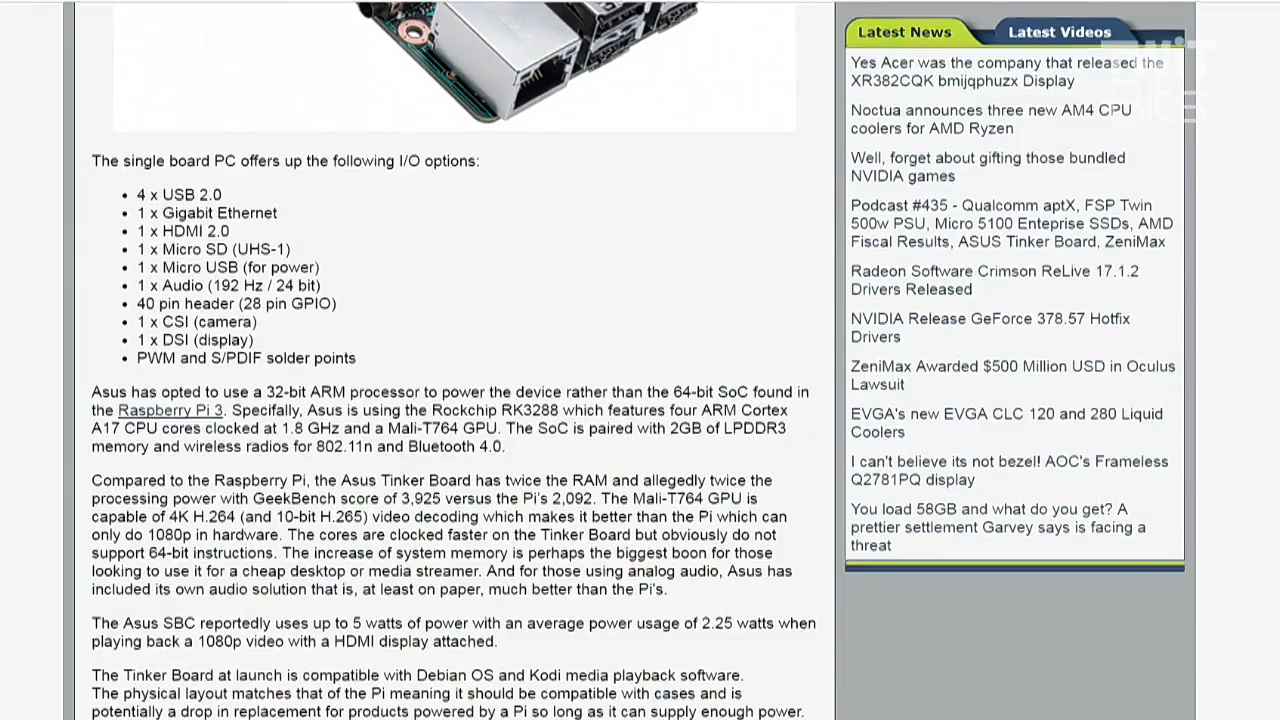 The single board PC offers up the following I/O options:
• 4 x USB 2.0
• 1 x Gigabit Ethernet
• 1 x HDMI 2.0
• 1 x Micro SD (UHS-1)
• 1 x Micro USB (for power)
• 1 x Audio (192 Hz / 24 bit)
• 40 pin header (28 pin GPIO)
• 1 x CSI (camera)
• 1 x DSI (display)
• PWM and S/PDIF solder points
Asus has opted to use a 32-bit ARM processor to power the device rather than the 64-bit SoC found in
the Raspberry Pi 3. Specifally, Asus is using the Rockchip RK3288 which features four ARM Cortex
A17 CPU cores clocked at 1.8 GHz and a Mali-T764 GPU. The SoC is paired with 2GB of LPDDR3
memory and wireless radios for 802.11n and Bluetooth 4.0.
Compared to the Raspberry Pi, the Asus Tinker Board has twice the RAM and allegedly twice the
processing power with GeekBench score of 3,925 versus the Pi's 2,092. The Mali-T764 GPU is
capable of 4K H.264 (and 10-bit H.265) video decoding which makes it better than the Pi which can
only do 1080p in hardware. The cores are clocked faster on the Tinker Board but obviously do not
support 64-bit instructions. The increase of system memory is perhaps the biggest boon for those
looking to use it for a cheap desktop or media streamer. And for those using analog audio, Asus has
included its own audio solution that is, at least on paper, much better than the Pi's.
The Asus SBC reportedly uses up to 5 watts of power with an average power usage of 2.25 watts when
playing back a 1080p video with a HDMI display attached.
The Tinker Board at launch is compatible with Debian OS and Kodi media playback software.
The physical layout matches that of the Pi meaning it should be compatible with cases and is
potentially a drop in replacement for products powered by a Pi so long as it can supply enough power.
Latest News
Latest Videos
Yes Acer was the company that released the
XR382CQK bmijqphuzx Display
Noctua announces three new AM4 CPU
coolers for AMD Ryzen
Well, forget about gifting those bundled
NVIDIA games
Podcast #435 - Qualcomm aptX, FSP Twin
500w PSU, Micro 5100 Enteprise SSDs, AMD
Fiscal Results, ASUS Tinker Board, ZeniMax
Radeon Software Crimson ReLive 17.1.2
Drivers Released
NVIDIA Release GeForce 378.57 Hotfix
Drivers
ZeniMax Awarded $500 Million USD in Oculus
Lawsuit
EVGA's new EVGA CLC 120 and 280 Liquid
Coolers
I can't believe its not bezel! AOC's Frameless
Q2781PQ display
You load 58GB and what do you get? A
prettier settlement Garvey says is facing a
threat